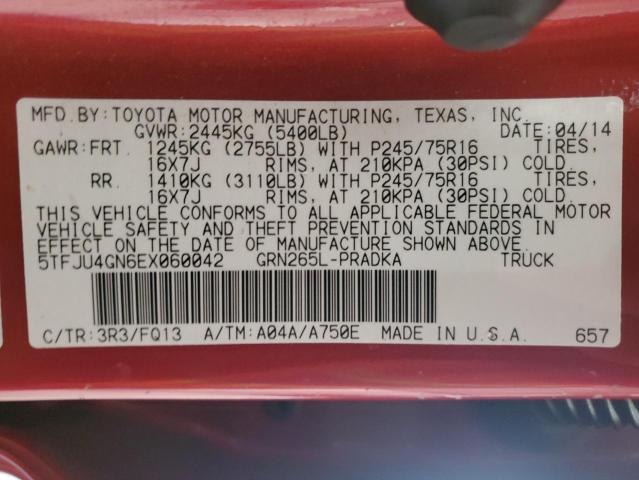 MFD.BY:TOYOTA MOTOR MANUFACTURING, TEXAS, INC.
GVWR:2445KG (5400LB) DATE:04/14
GAWR:FRT. 1245KG (2755LB) WITH P245/75R16 TIRES,
16X7J RIMS, AT 210KPA (30PSI) COLD.
RR. 1410KG (3110LB) WITH P245/75R16 TIRES,
16X7J RIMS, AT 210KPA (30PSI) COLD.
THIS VEHICLE CONFORMS TO ALL APPLICABLE FEDERAL MOTOR
VEHICLE SAFETY AND THEFT PREVENTION STANDARDS IN
EFFECT ON THE DATE OF MANUFACTURE SHOWN ABOVE.
5TFJU4GN6EX060042 GRN265L-PRADKA TRUCK
C/TR:3R3/FQ13 A/TM:A04A/A750E MADE IN U.S.A. 657